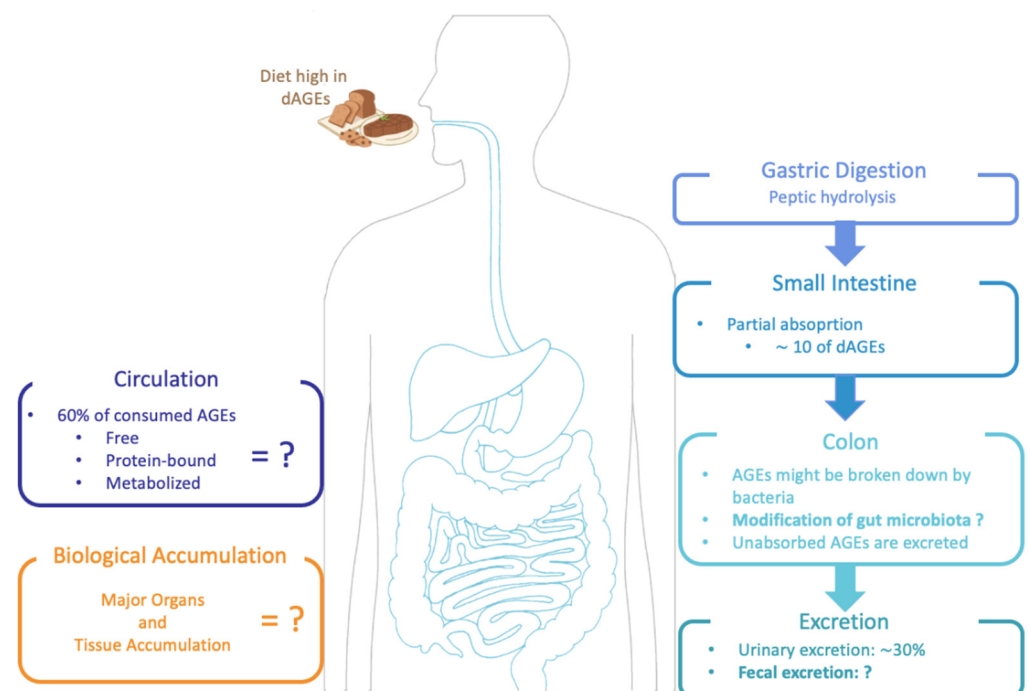 Diet high in
dAGEs
Gastric Digestion
Peptic hydrolysis
Small Intestine
• Partial absoprtion
• ~ 10 of dAGEs
Colon
• AGEs might be broken down by
bacteria
• Modification of gut microbiota ?
• Unabsorbed AGEs are excreted
Excretion
• Urinary excretion: ~30%
• Fecal excretion: ?
Circulation
• 60% of consumed AGEs
• Free
• Protein-bound
• Metabolized
= ?
Biological Accumulation
Major Organs
and
Tissue Accumulation
= ?